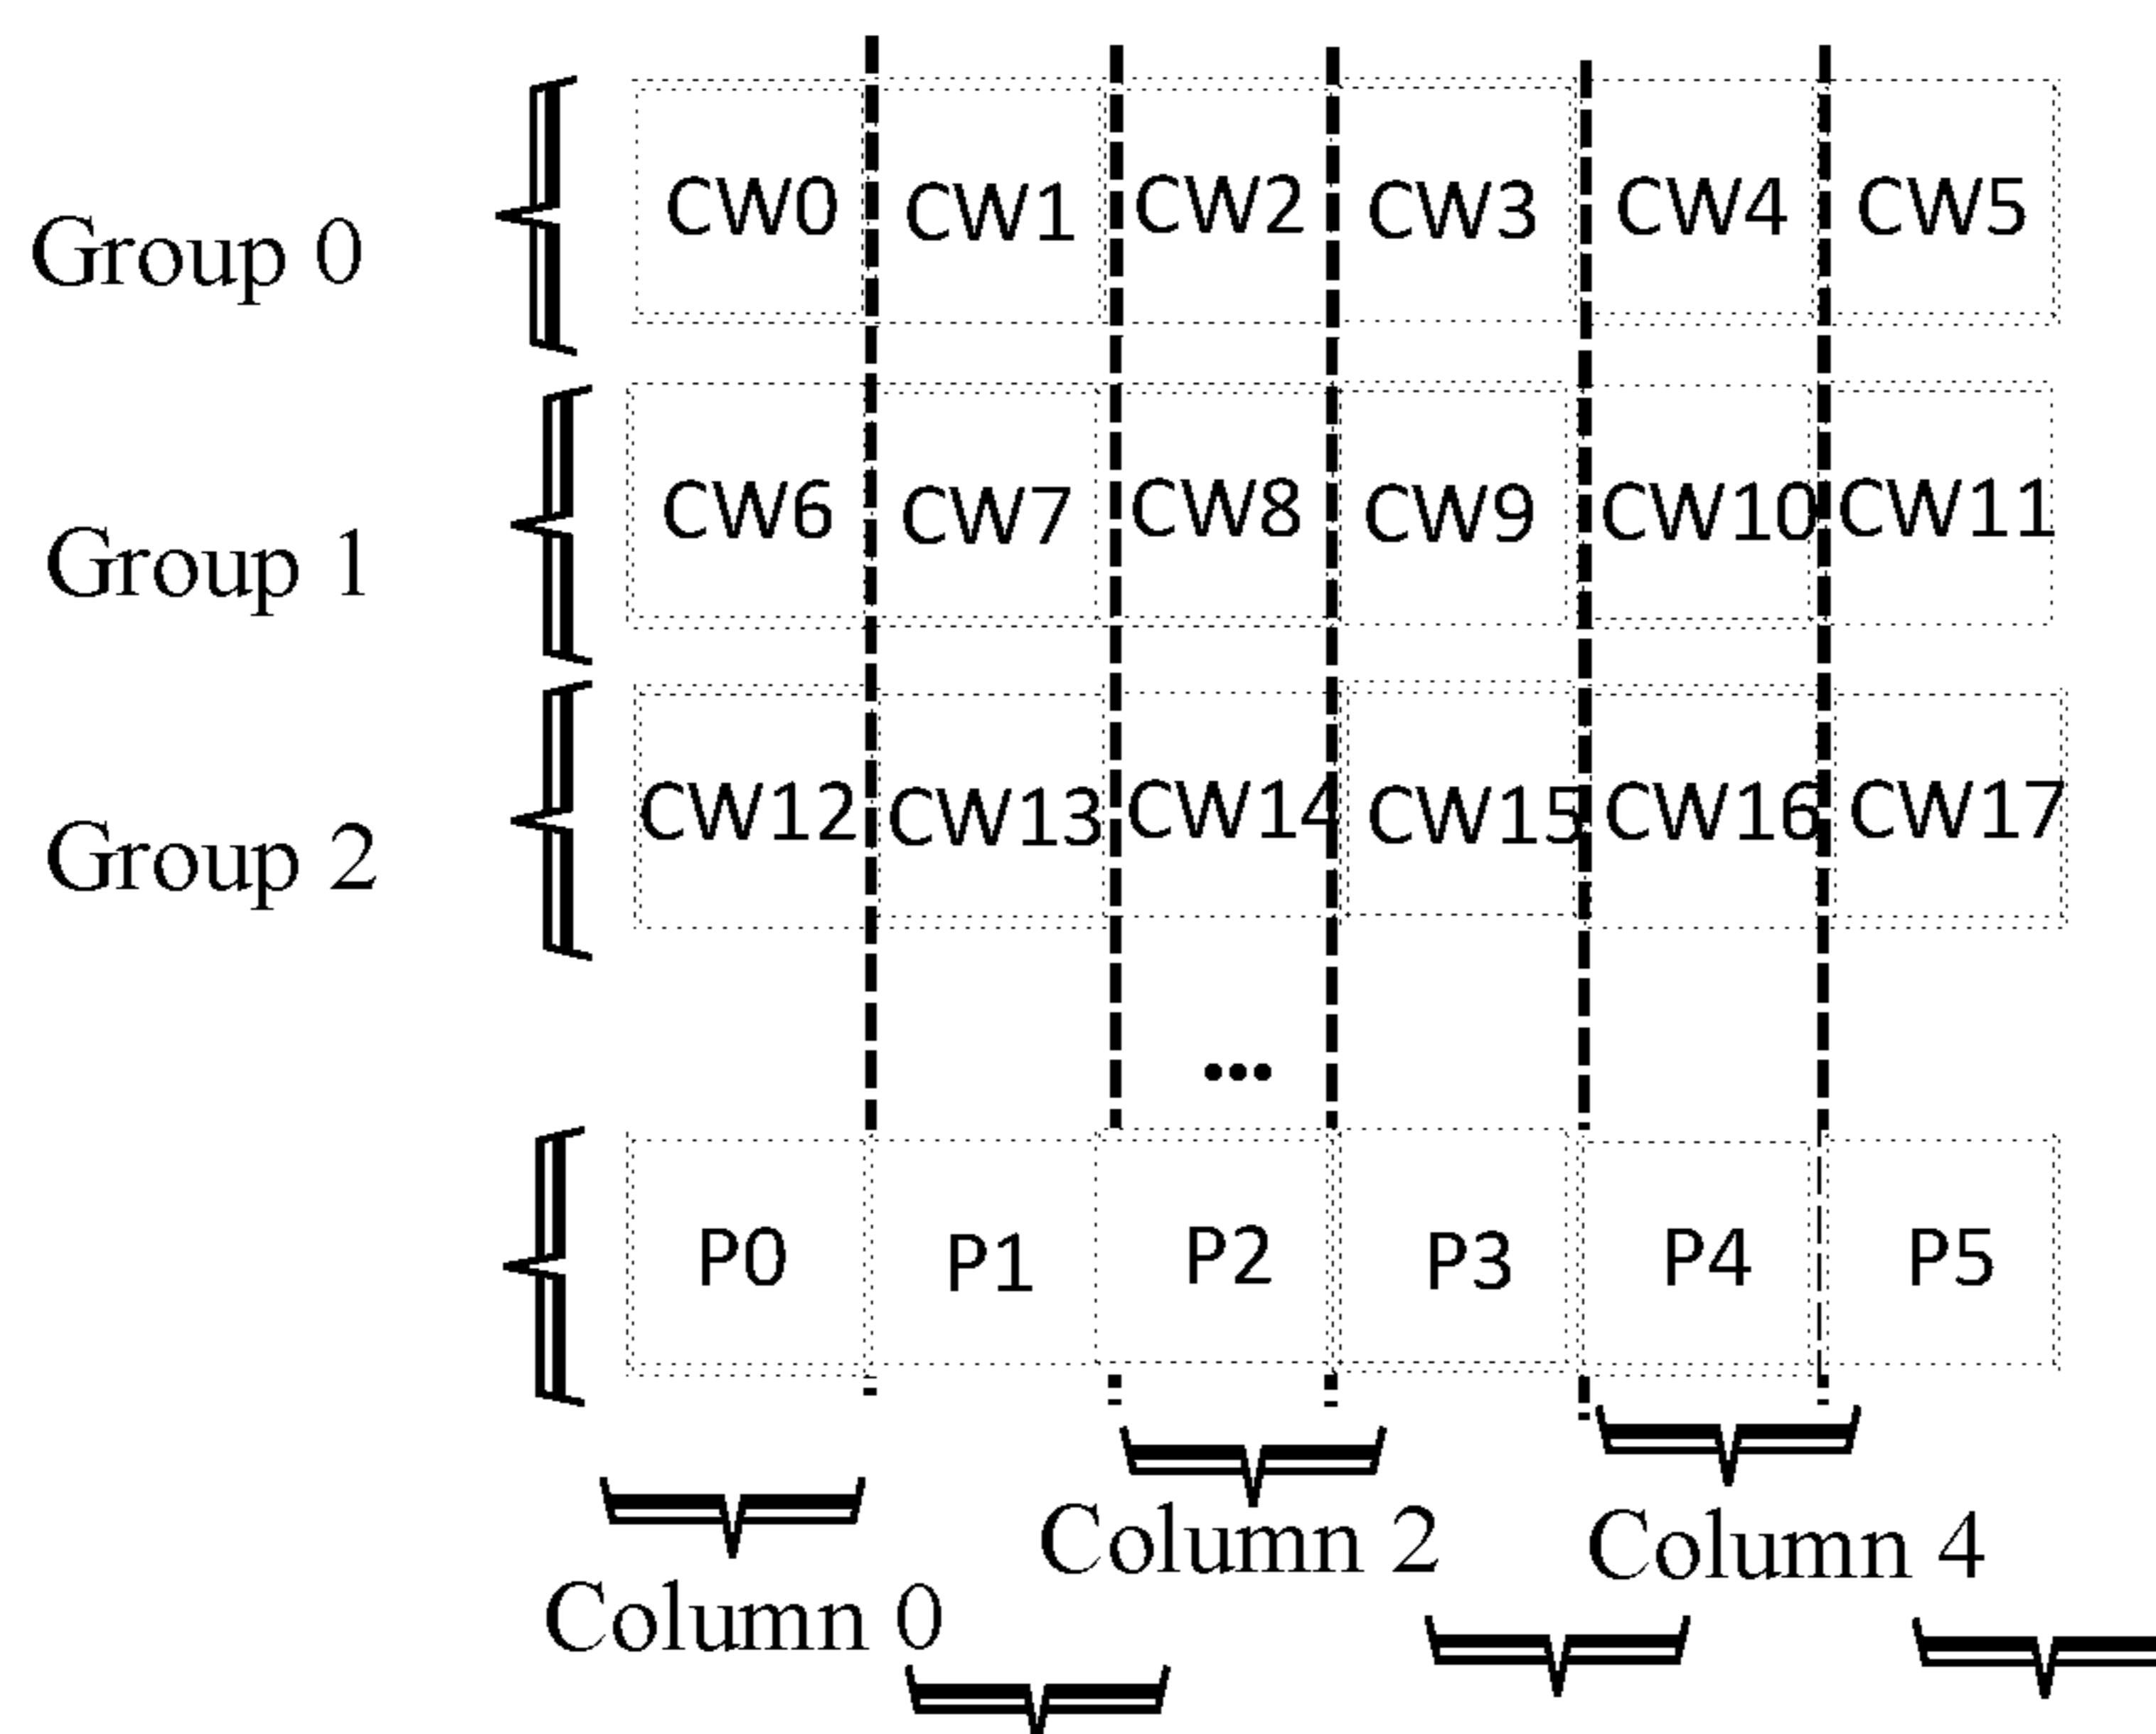 Group 0 CW0 CW1 CW2 CW3 CW4 CW5
Group 1 CW6 CW7 CW8 CW9 CW10 CW11
Group 2 CW12 CW13 CW14 CW15 CW16 CW17
...
P0 P1 P2 P3 P4 P5
Column 2 Column 4
Column 0